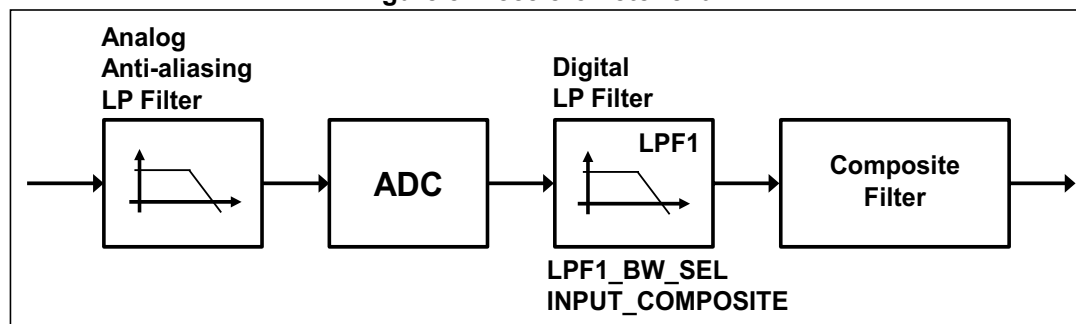 Analog
Anti-aliasing
LP Filter
ADC
Digital
LP Filter
LPF1
LPF1_BW_SEL
INPUT_COMPOSITE
Composite
Filter